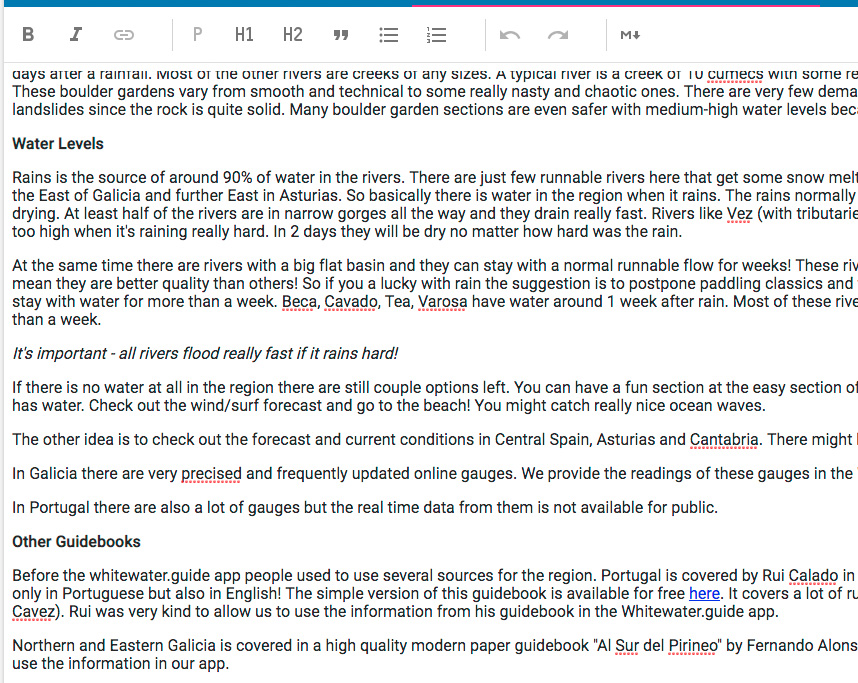 B I P H1 H2 ” M↓
days after a rainfall. Most of the other rivers are creeks of any sizes. A typical river is a creek of 10 cumecs with some re
These boulder gardens vary from smooth and technical to some really nasty and chaotic ones. There are very few dema
landslides since the rock is quite solid. Many boulder garden sections are even safer with medium-high water levels beca
Water Levels
Rains is the source of around 90% of water in the rivers. There are just few runnable rivers here that get some snow melt
the East of Galicia and further East in Asturias. So basically there is water in the region when it rains. The rains normally
drying. At least half of the rivers are in narrow gorges all the way and they drain really fast. Rivers like Vez (with tributarie
too high when it's raining really hard. In 2 days they will be dry no matter how hard was the rain.
At the same time there are rivers with a big flat basin and they can stay with a normal runnable flow for weeks! These riv
mean they are better quality than others! So if you a lucky with rain the suggestion is to postpone paddling classics and
stay with water for more than a week. Beca, Cavado, Tea, Varosa have water around 1 week after rain. Most of these rive
than a week.
It's important - all rivers flood really fast if it rains hard!
If there is no water at all in the region there are still couple options left. You can have a fun section at the easy section of
has water. Check out the wind/surf forecast and go to the beach! You might catch really nice ocean waves.
The other idea is to check out the forecast and current conditions in Central Spain, Asturias and Cantabria. There might
In Galicia there are very precised and frequently updated online gauges. We provide the readings of these gauges in the
In Portugal there are also a lot of gauges but the real time data from them is not available for public.
Other Guidebooks
Before the whitewater.guide app people used to use several sources for the region. Portugal is covered by Rui Calado in
only in Portuguese but also in English! The simple version of this guidebook is available for free here. It covers a lot of ru
Cavez). Rui was very kind to allow us to use the information from his guidebook in the Whitewater.guide app.
Northern and Eastern Galicia is covered in a high quality modern paper guidebook "Al Sur del Pirineo" by Fernando Alons
use the information in our app.